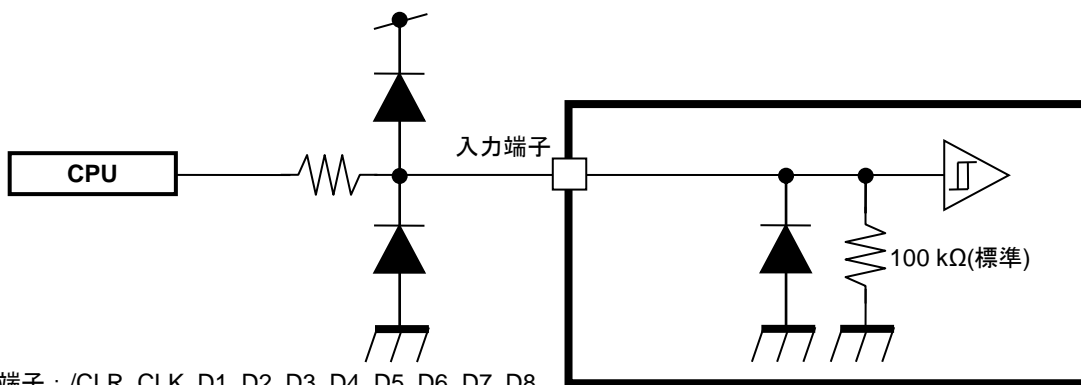 入力端子
CPU
100 kΩ(標準)
端子 : /CLR, CLK, D1, D2, D3, D4, D5, D6, D7, D8